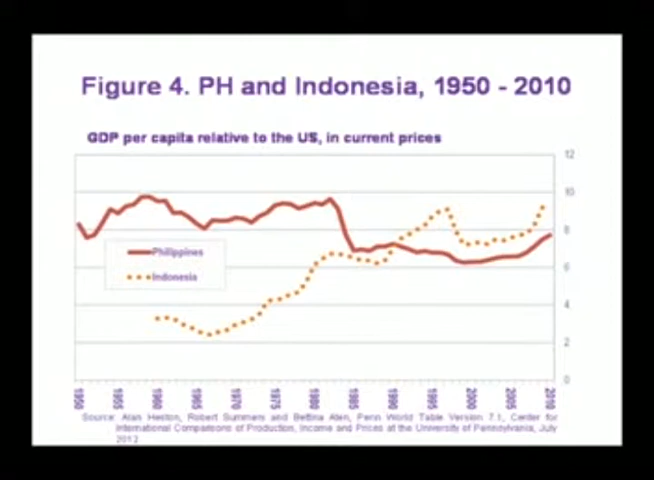 Figure 4. PH and Indonesia, 1950 - 2010
GDP per capita relative to the US, in current prices
12
10
8
6
4
2
0
Philippines
Indonesia
1950 1955 1960 1965 1970 1975 1980 1985 1990 1995 2000 2005 2010
Source: Alan Heston, Robert Summers and Bettina Aten, Penn World Table Version 7.1, Center for
International Comparisons of Production, Income and Prices at the University of Pennsylvania, July
2012